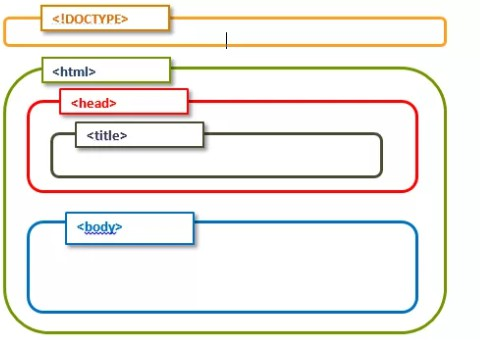 <!DOCTYPE>
<html>
<head>
<title>
<body>